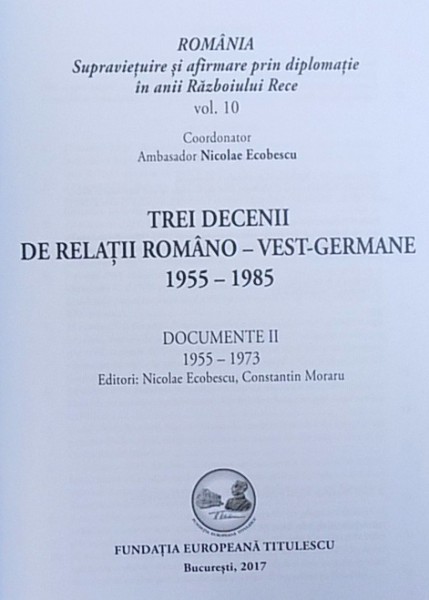 ROMÂNIA
Supraviețuire și afirmare prin diplomație
în anii Războiului Rece
vol. 10
Coordonator
Ambasador Nicolae Ecobescu
TREI DECENII
DE RELAȚII ROMÂNO – VEST-GERMANE
1955 – 1985
DOCUMENTE II
1955 – 1973
Editori: Nicolae Ecobescu, Constantin Moraru
FUNDAȚIA EUROPEANĂ TITULESCU
București, 2017